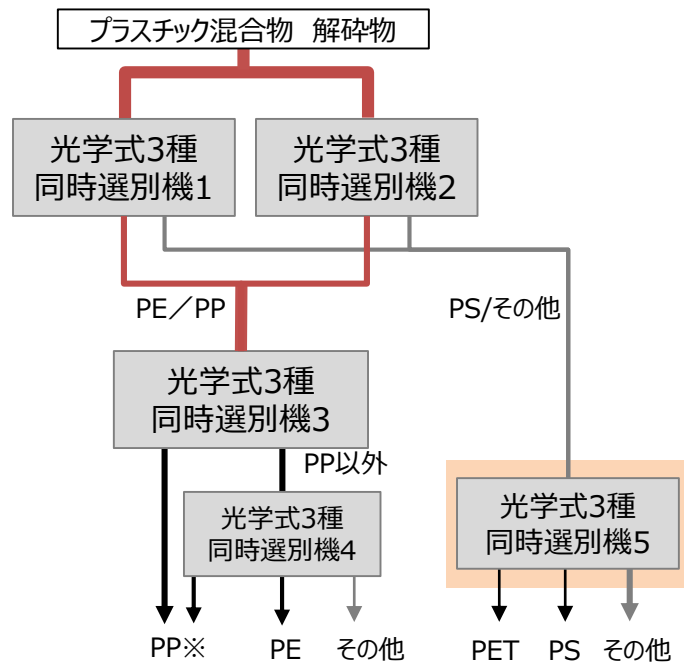 プラスチック混合物 解砕物
光学式3種
同時選別機1
光学式3種
同時選別機2
PE／PP
PS/その他
光学式3種
同時選別機3
PP以外
光学式3種
同時選別機4
光学式3種
同時選別機5
PP※ PE その他 PET PS その他